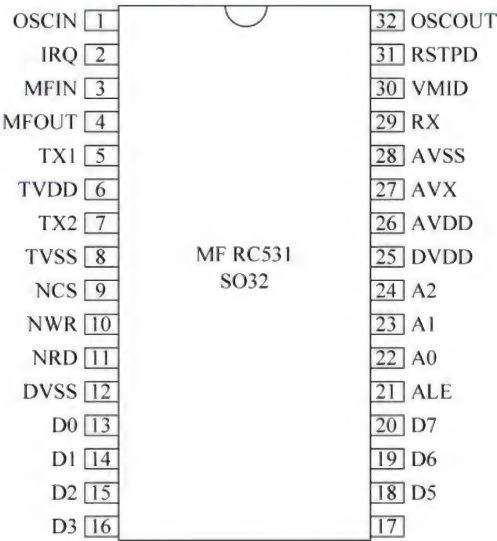 OSCIN 1 32 OSCOUT
IRQ 2 31 RSTPD
MFIN 3 30 VMID
MFOUT 4 29 RX
TX1 5 28 AVSS
TVDD 6 27 AVX
TX2 7 26 AVDD
TVSS 8 25 DVDD
MF RC531
SO32
NCS 9 24 A2
NWR 10 23 A1
NRD 11 22 A0
DVSS 12 21 ALE
D0 13 20 D7
D1 14 19 D6
D2 15 18 D5
D3 16 17